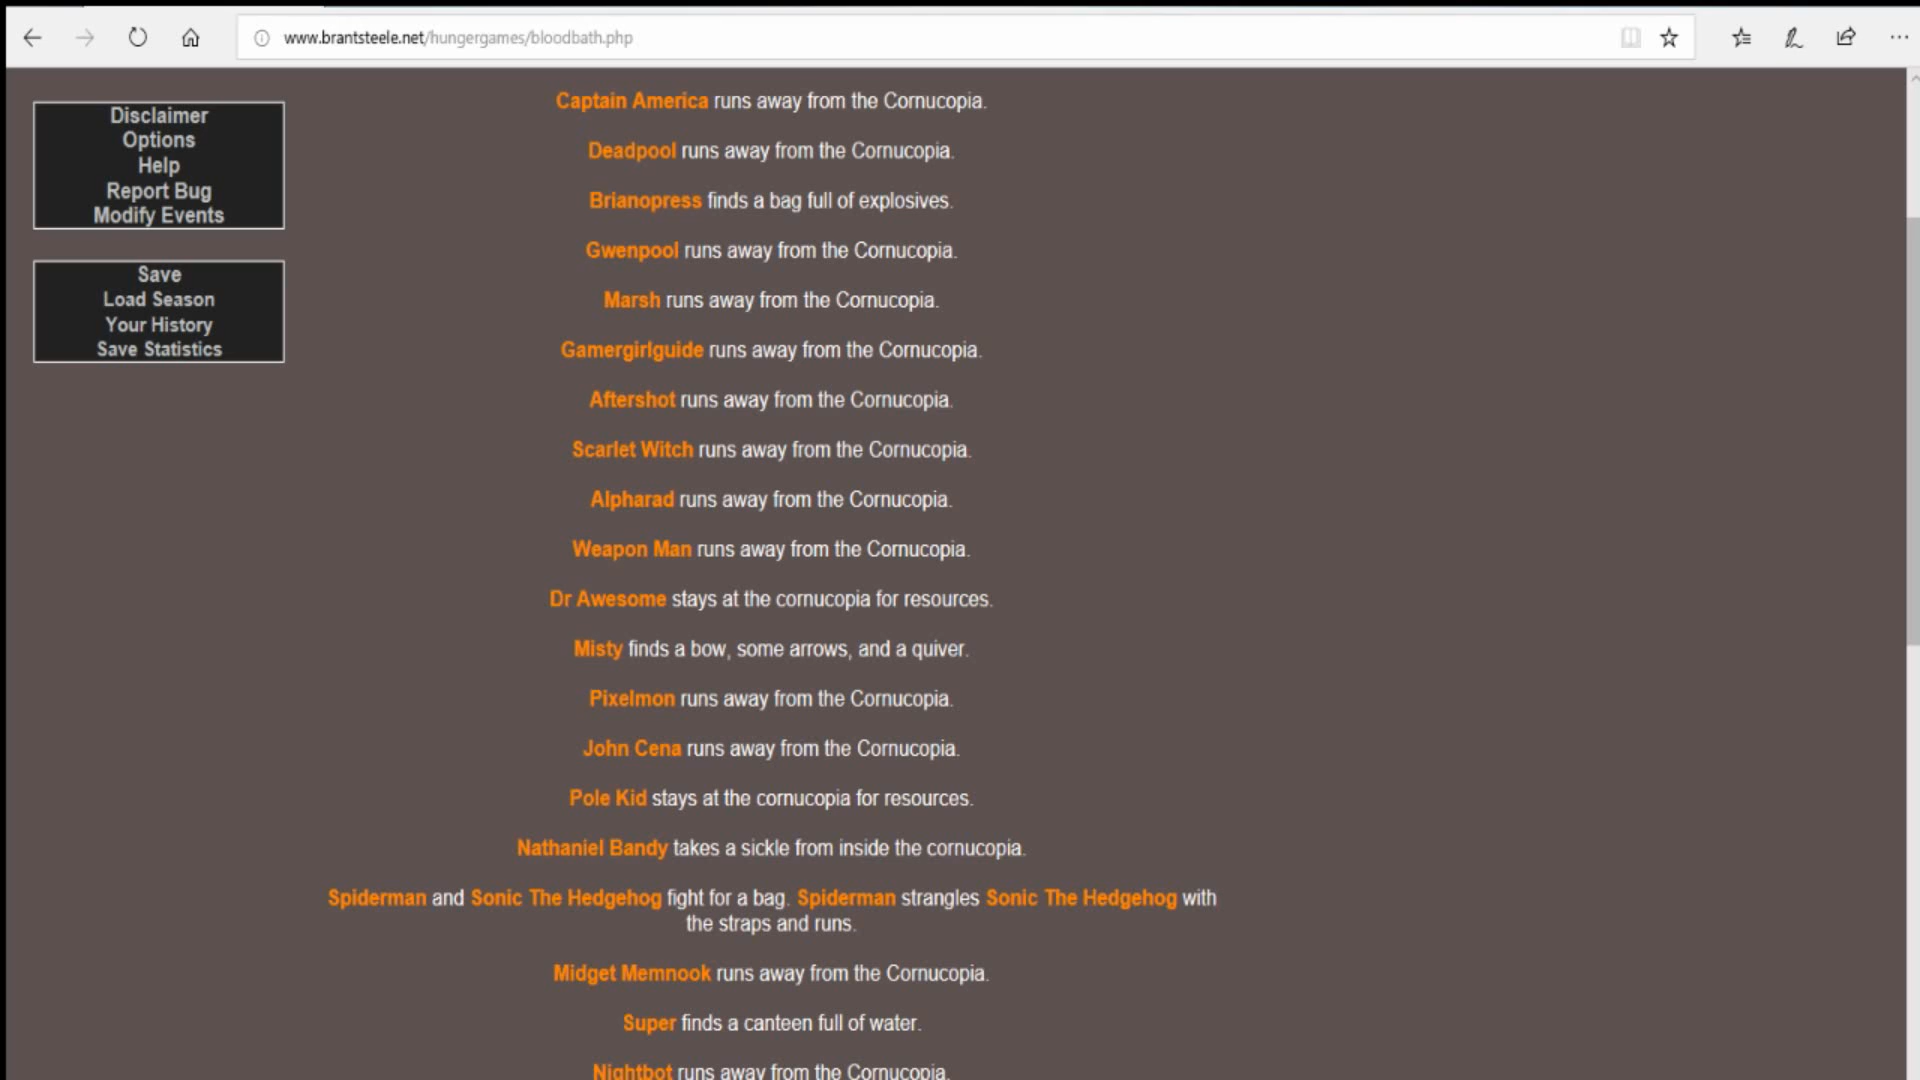 www.brantsteele.net/hungergames/bloodbath.php
Disclaimer
Options
Help
Report Bug
Modify Events
Save
Load Season
Your History
Save Statistics
Captain America runs away from the Cornucopia.
Deadpool runs away from the Cornucopia.
Brianopress finds a bag full of explosives.
Gwenpool runs away from the Cornucopia.
Marsh runs away from the Cornucopia.
Gamergirlguide runs away from the Cornucopia.
Aftershot runs away from the Cornucopia.
Scarlet Witch runs away from the Cornucopia.
Alpharad runs away from the Cornucopia.
Weapon Man runs away from the Cornucopia.
Dr Awesome stays at the cornucopia for resources.
Misty finds a bow, some arrows, and a quiver.
Pixelmon runs away from the Cornucopia.
John Cena runs away from the Cornucopia.
Pole Kid stays at the cornucopia for resources.
Nathaniel Bandy takes a sickle from inside the cornucopia.
Spiderman and Sonic The Hedgehog fight for a bag. Spiderman strangles Sonic The Hedgehog with
the straps and runs.
Midget Memnook runs away from the Cornucopia.
Super finds a canteen full of water.
Nightbot runs away from the Cornucopia.